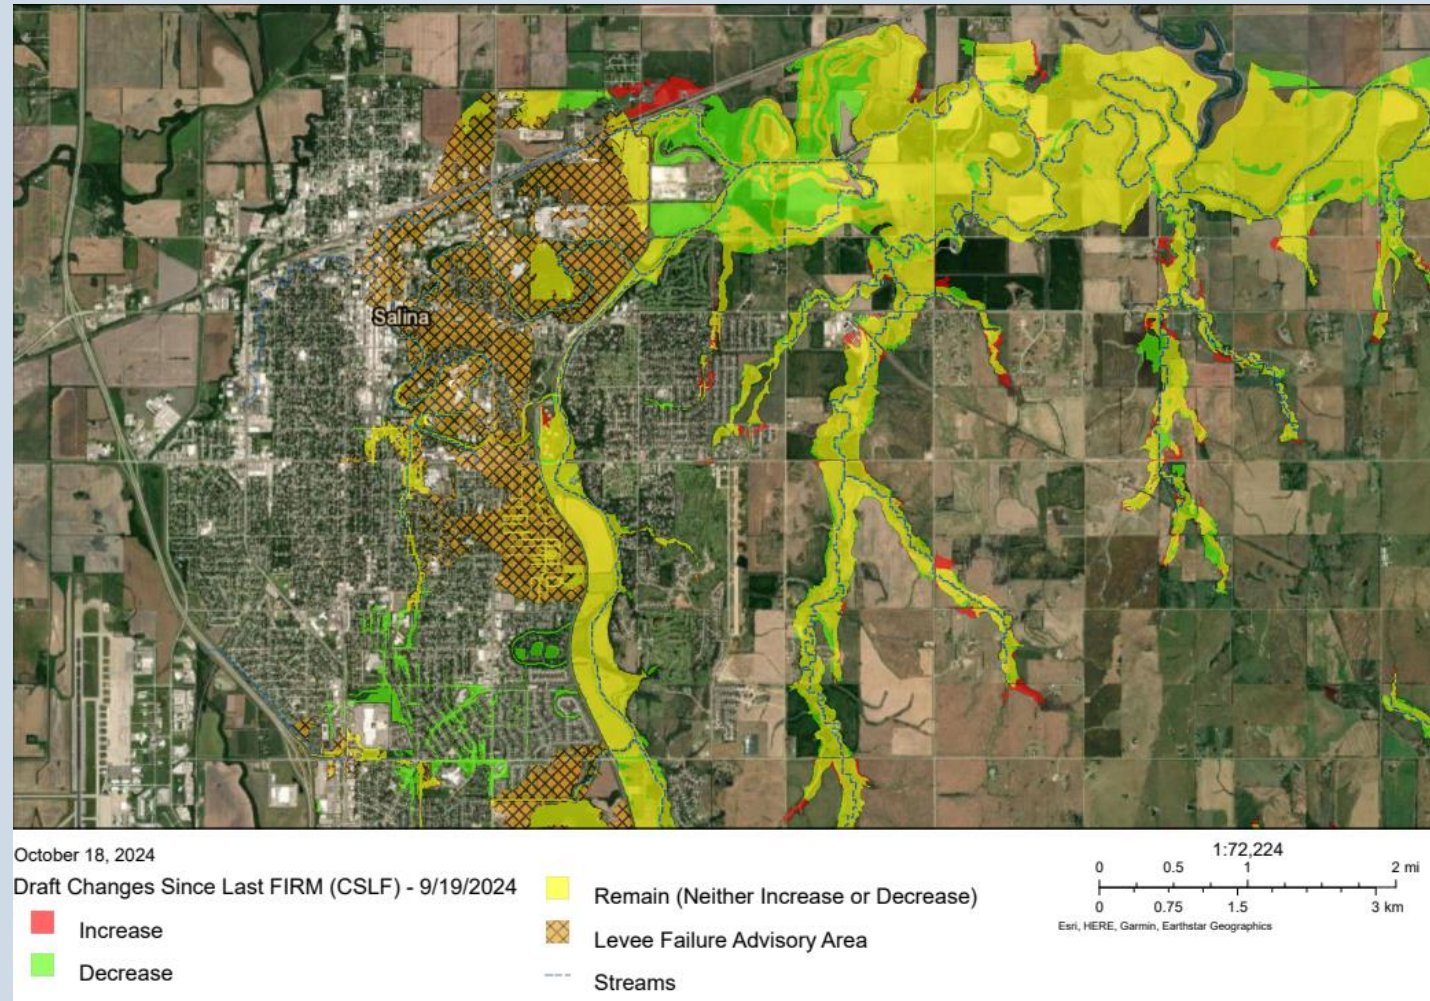 Salina
October 18, 2024
Draft Changes Since Last FIRM (CSLF) - 9/19/2024
Increase
Decrease
Remain (Neither Increase or Decrease)
Levee Failure Advisory Area
Streams
1:72,224
0 0.5 1 2 mi
0 0.75 1.5 3 km
Esri, HERE, Garmin, Earthstar Geographics